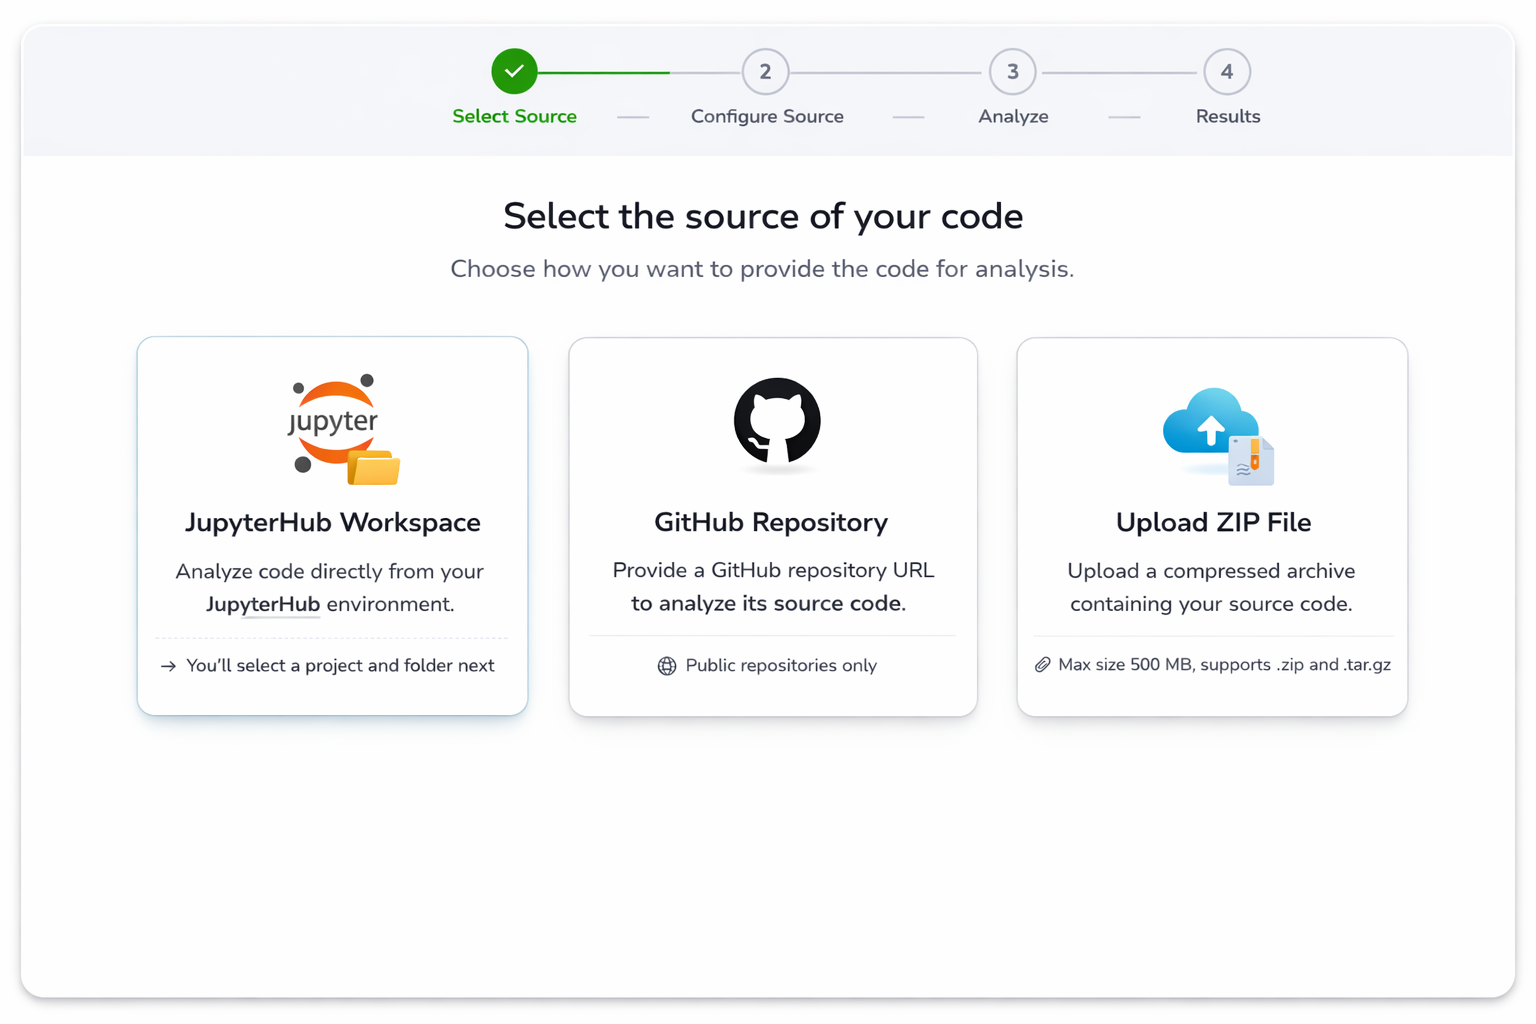 2
3
4
Select Source
Configure Source
Analyze
Results
Select the source of your code
Choose how you want to provide the code for analysis.
jupyter
JupyterHub Workspace
Analyze code directly from your
JupyterHub environment.
→ You'll select a project and folder next
GitHub Repository
Provide a GitHub repository URL
to analyze its source code.
Public repositories only
Upload ZIP File
Upload a compressed archive
containing your source code.
Max size 500 MB, supports .zip and .tar.gz